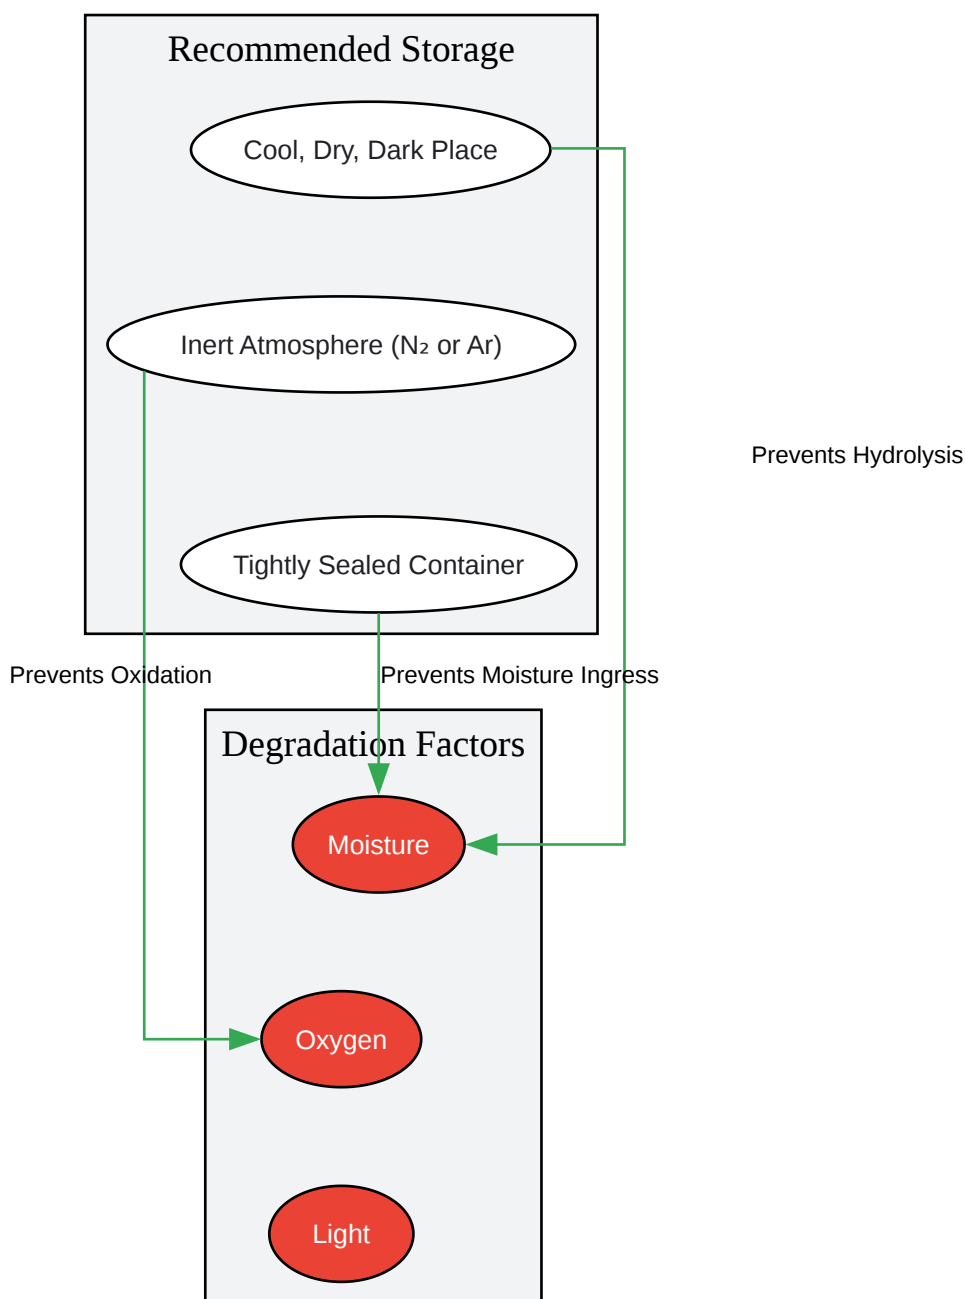 Recommended Storage
Cool, Dry, Dark Place
Inert Atmosphere (N₂ or Ar)
Prevents Hydrolysis
Tightly Sealed Container
Prevents Oxidation
Prevents Moisture Ingress
Degradation Factors
Moisture
Oxygen
Light